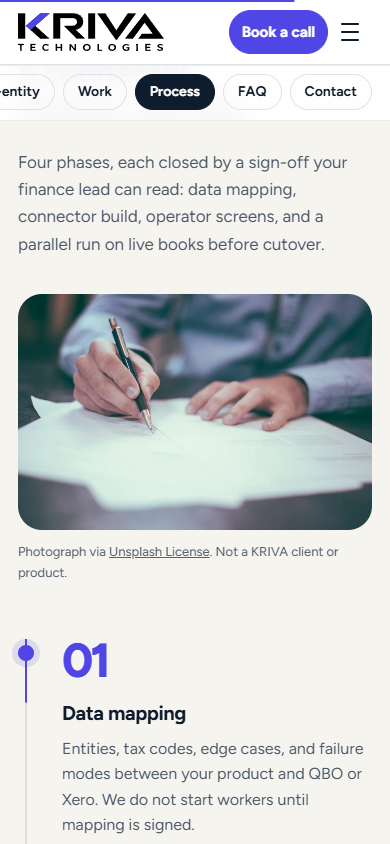 KRIVA
TECHNOLOGIES
Book a call
-entity
Work
Process
FAQ
Contact
Four phases, each closed by a sign-off your
finance lead can read: data mapping,
connector build, operator screens, and a
parallel run on live books before cutover.
Photograph via Unsplash License. Not a KRIVA client or
product.
01
Data mapping
Entities, tax codes, edge cases, and failure
modes between your product and QBO or
Xero. We do not start workers until
mapping is signed.